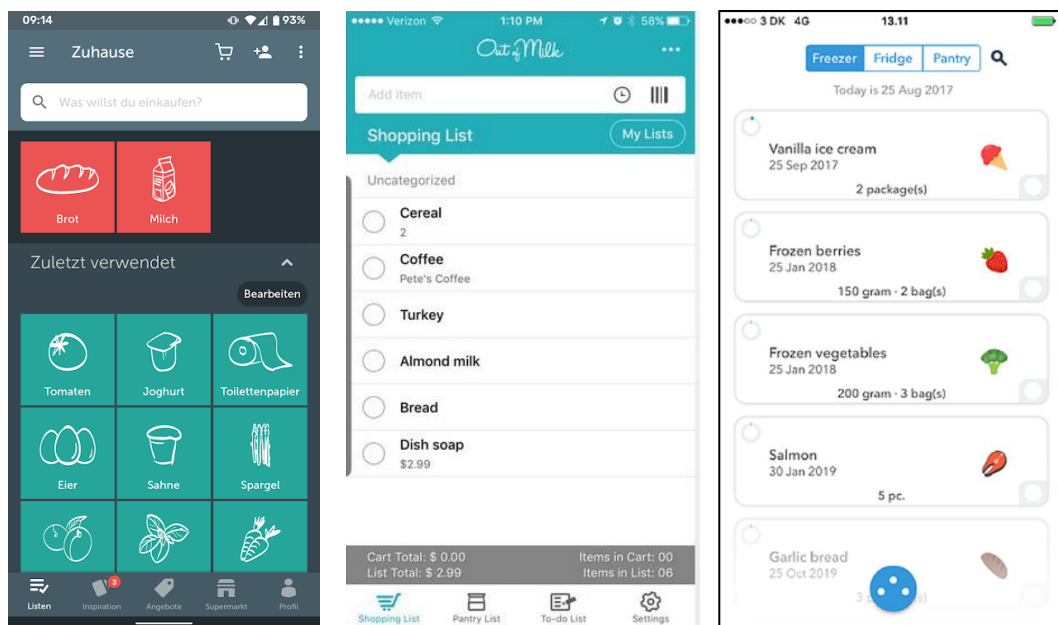 09:14
93%
Zuhause
Was willst du einkaufen?
Brot
Milch
Zuletzt verwendet
Bearbeiten
Tomaten
Joghurt
Toilettenpapier
Eier
Sahne
Spargel
3
Listen
Inspiration
Angebote
Supermarkt
Profil
Verizon
1:10 PM
58%
Out of Milk
Add Item
Shopping List
My Lists
Uncategorized
Cereal
2
Coffee
Pete's Coffee
Turkey
Almond milk
Bread
Dish soap
$2.99
Cart Total: $ 0.00
Items in Cart: 00
List Total: $ 2.99
Items in List: 06
Shopping List
Pantry List
To-do List
Settings
3 DK 4G
13.11
Freezer
Fridge
Pantry
Today is 25 Aug 2017
Vanilla ice cream
25 Sep 2017
2 package(s)
Frozen berries
25 Jan 2018
150 gram · 2 bag(s)
Frozen vegetables
25 Jan 2018
200 gram · 3 bag(s)
Salmon
30 Jan 2019
5 pc.
Garlic bread
25 Oct 2019
3